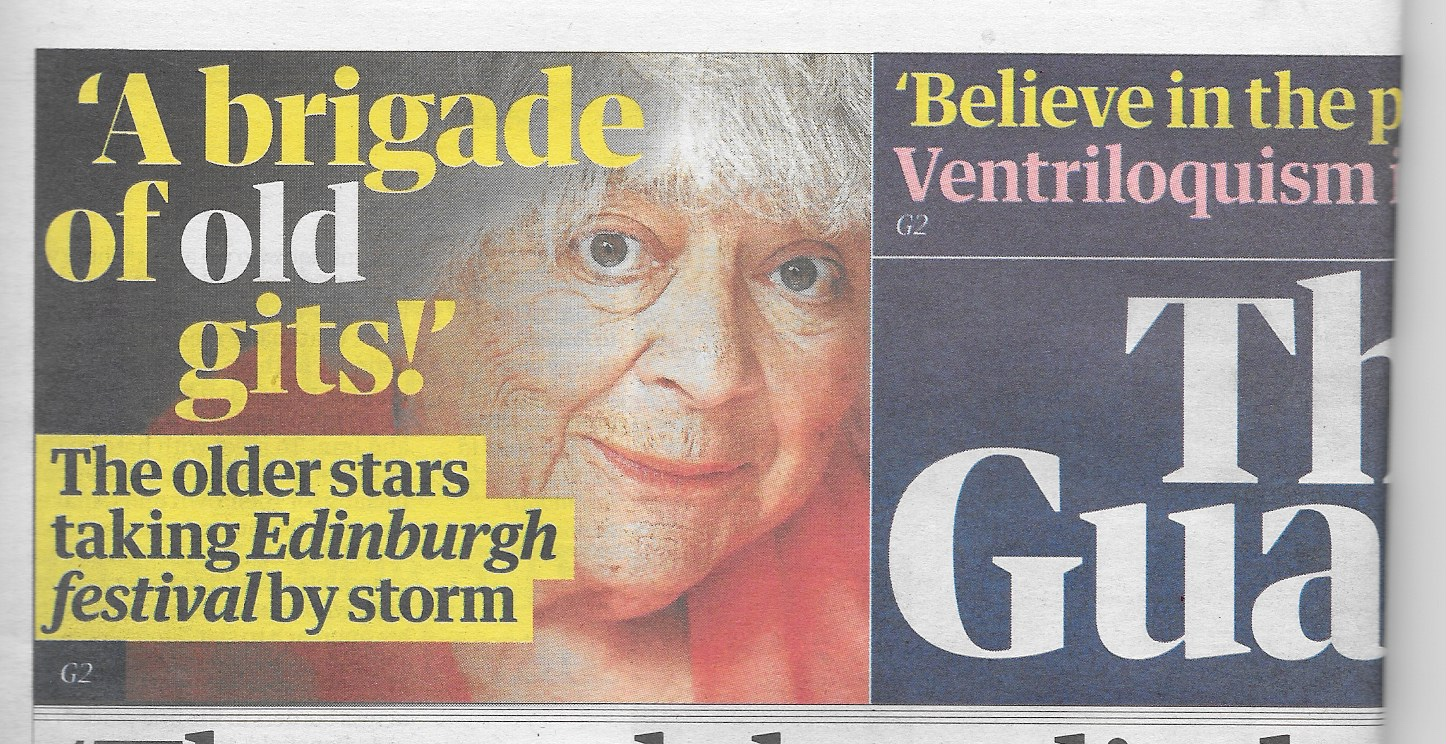 ‘A brigade
of old
gits!’
The older stars
taking Edinburgh
festival by storm
G2
‘Believe in the p
Ventriloquism i
G2
Th
Gua